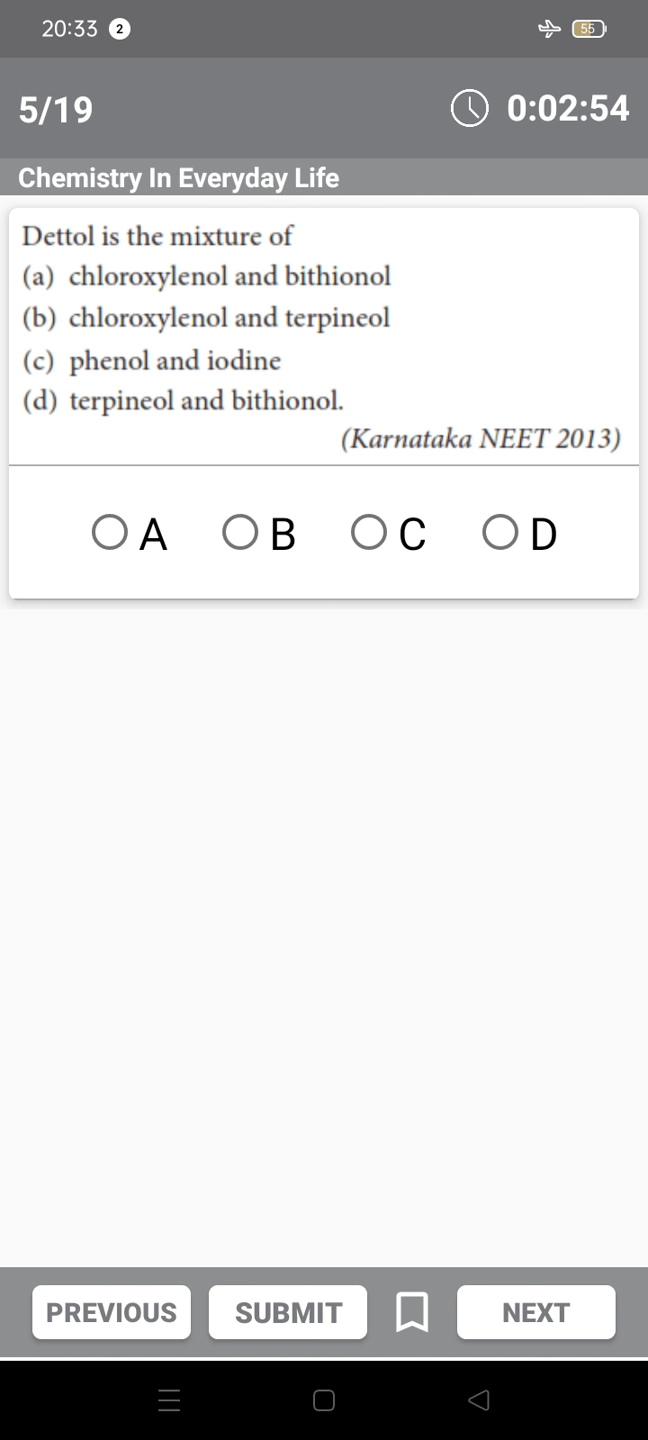 20:33 2 55
5/19 0:02:54
Chemistry In Everyday Life
Dettol is the mixture of
(a) chloroxylenol and bithionol
(b) chloroxylenol and terpineol
(c) phenol and iodine
(d) terpineol and bithionol.
(Karnataka NEET 2013)
A B C D
PREVIOUS SUBMIT NEXT